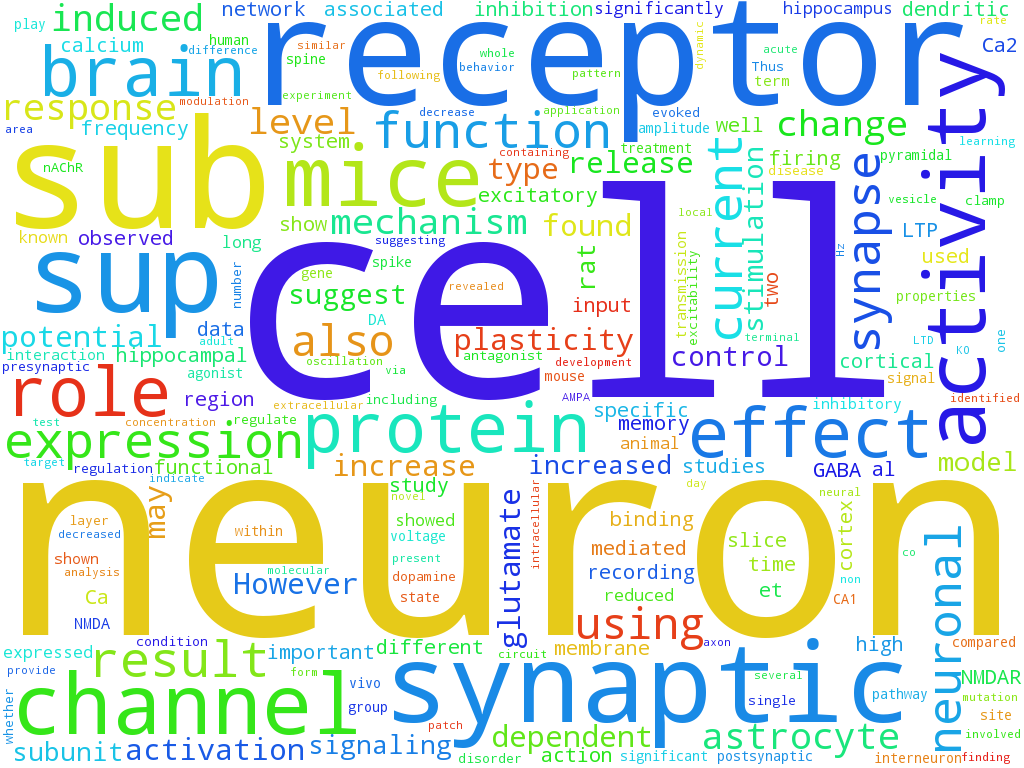 play
induced
network
associated
inhibition
significantly
hippocampus
dendritic
rate
calcium
human
difference
spine
similar
whole
behavior
following
pattern
dynamic
acute
Thus
term
Ca2
brain
receptor
response
modulation
experiment
decrease
application
evoked
area
frequency
level
system
function
containing
treatment
amplitude
well
change
learning
nAChR
sub
mice
type
release
excitatory
current
stimulation
firing
disease
pyramidal
vesicle
clamp
activity
known
observed
long
show
mechanism
suggesting
found
local
synapse
LTP
Hz
used
sup
number
gene
spike
suggest
revealed
rat
input
transmission
excitability
two
properties
potential
data
adult
DA
also
plasticity
cell
terminal
LTD
KO
one
interaction
hippocampal
oscillation
via
antagonist
development
control
cortical
presynaptic
agonist
mouse
signal
role
region
extracellular
including
AMPA
specific
memory
inhibitory
identified
test
concentration
regulate
expression
protein
animal
effect
target
regulation
functional
increase
increased
studies
GABA
al
model
indicate
study
day
may
novel
neural
layer
decreased
within
showed
voltage
glutamate
intracellular
binding
mediated
slice
cortex
neuron
shown
analysis
molecular
present
recording
time
co
Ca
However
dopamine
state
reduced
et
non
CA1
NMDA
using
neuronal
condition
axon
expressed
result
important
different
circuit
membrane
high
compared
provide
form
several
NMDAR
whether
channel
vivo
group
synaptic
single
pathway
mutation
patch
site
subunit
activation
signaling
dependent
astrocyte
involved
disorder
action
significant
postsynaptic
interneuron
finding